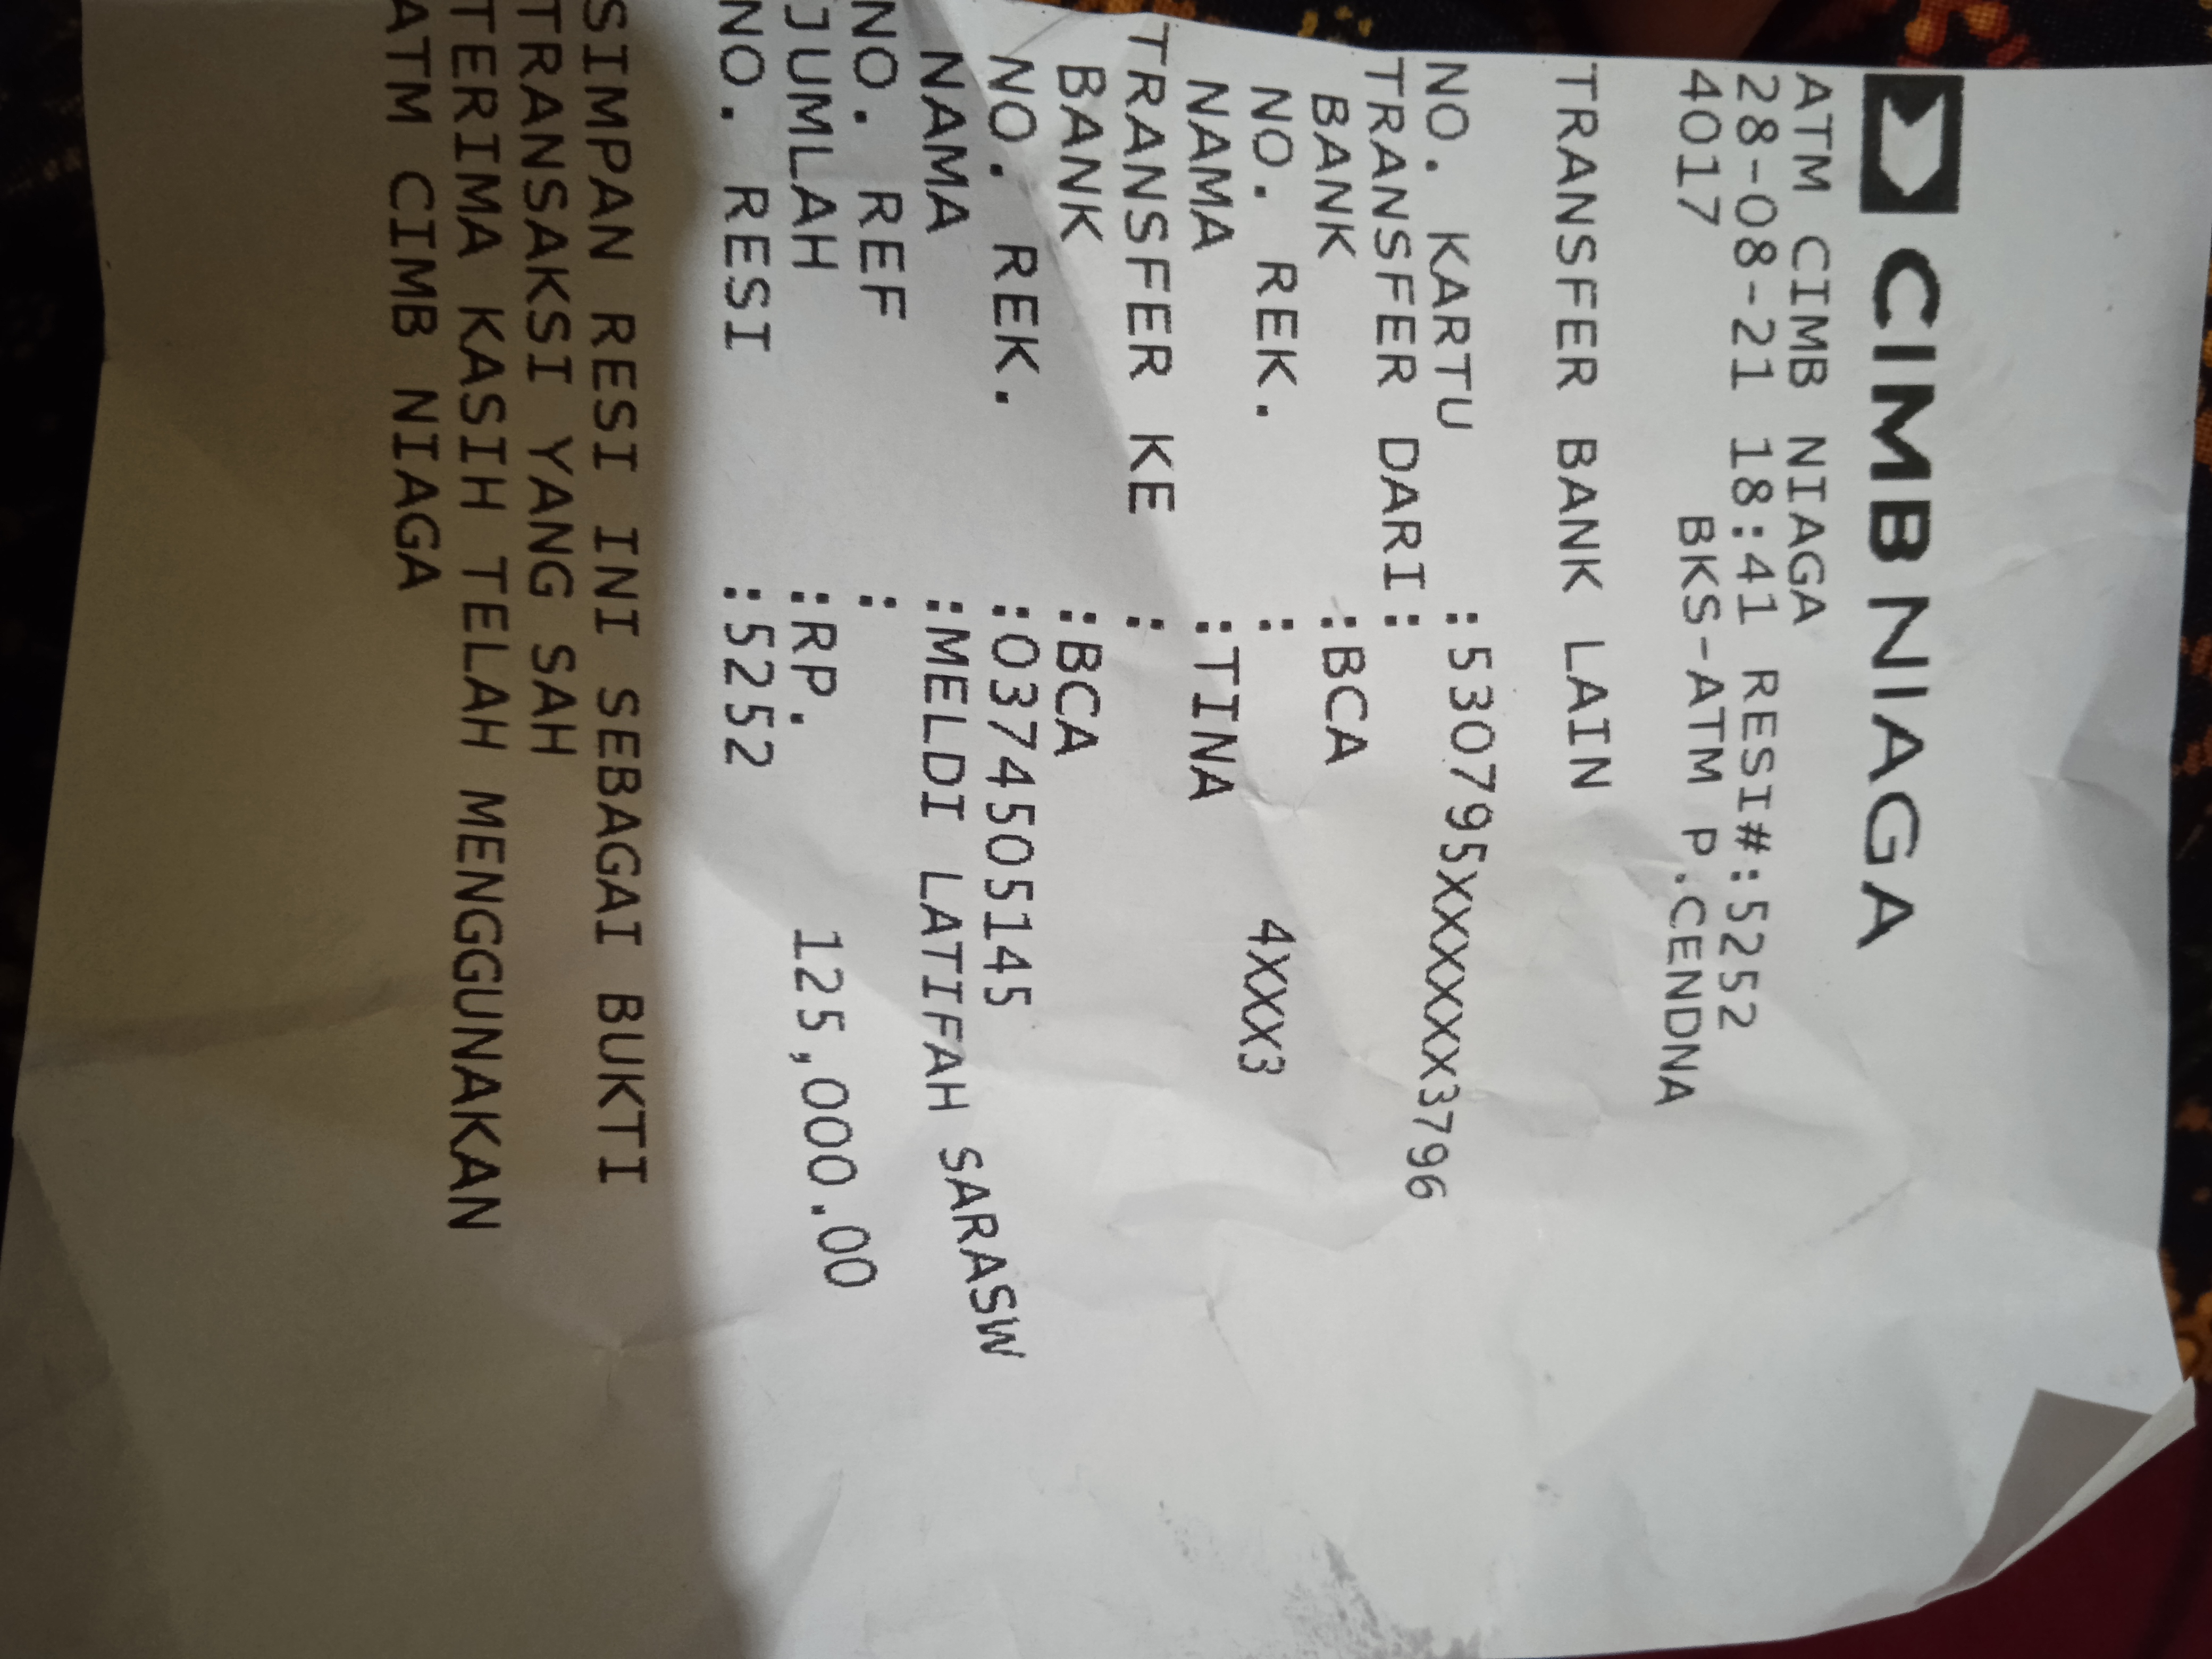 CIMB NIAGA
ATM CIMB NIAGA
28-08-21 18:41 RESI#:5252
4017 BKS-ATM P.CENDNA
TRANSFER BANK LAIN
NO. KARTU :530795XXXXXXXX3796
TRANSFER DARI:
BANK :BCA
NO. REK. : 4XXX3
NAMA :TINA
TRANSFER KE :
BANK :BCA
NO. REK. :0374505145
NAMA :MELDI LATIFAH SARASW
NO. REF :
JUMLAH :RP. 125,000.00
NO. RESI :5252
SIMPAN RESI INI SEBAGAI BUKTI
TRANSAKSI YANG SAH
TERIMA KASIH TELAH MENGGUNAKAN
ATM CIMB NIAGA